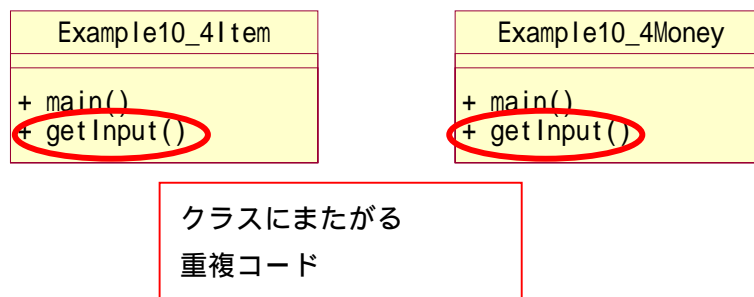 Example10_4Item
+ main()
+ getInput()
Example10_4Money
+ main()
+ getInput()
クラスにまたがる
重複コード